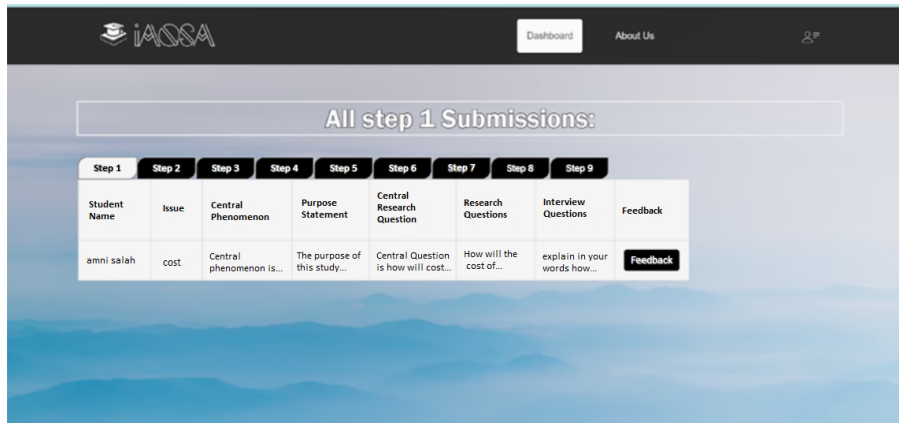 iAQSA
Dashboard
About Us
All step 1 Submissions:
Step 1 Step 2 Step 3 Step 4 Step 5 Step 6 Step 7 Step 8 Step 9
Student
Name
Issue
Central
Phenomenon
Purpose
Statement
Central
Research
Question
Research
Questions
Interview
Questions
Feedback
amni salah
cost
Central
phenomenon is...
The purpose of
this study...
Central Question
is how will cost...
How will the
cost of...
explain in your
words how...
Feedback